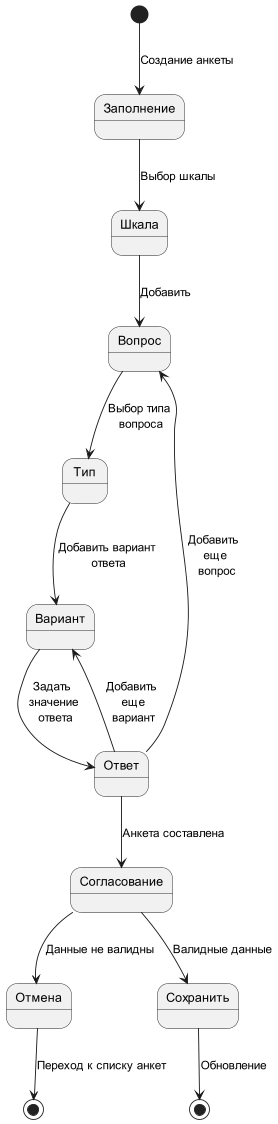 Создание анкеты
Заполнение
Выбор шкалы
Шкала
Добавить
Вопрос
Выбор типа
вопроса
Тип
Добавить
еще
вопрос
Добавить вариант
ответа
Вариант
Задать
значение
ответа
Добавить
еще
вариант
Ответ
Анкета составлена
Согласование
Данные не валидны
Валидные данные
Отмена
Сохранить
Переход к списку анкет
Обновление